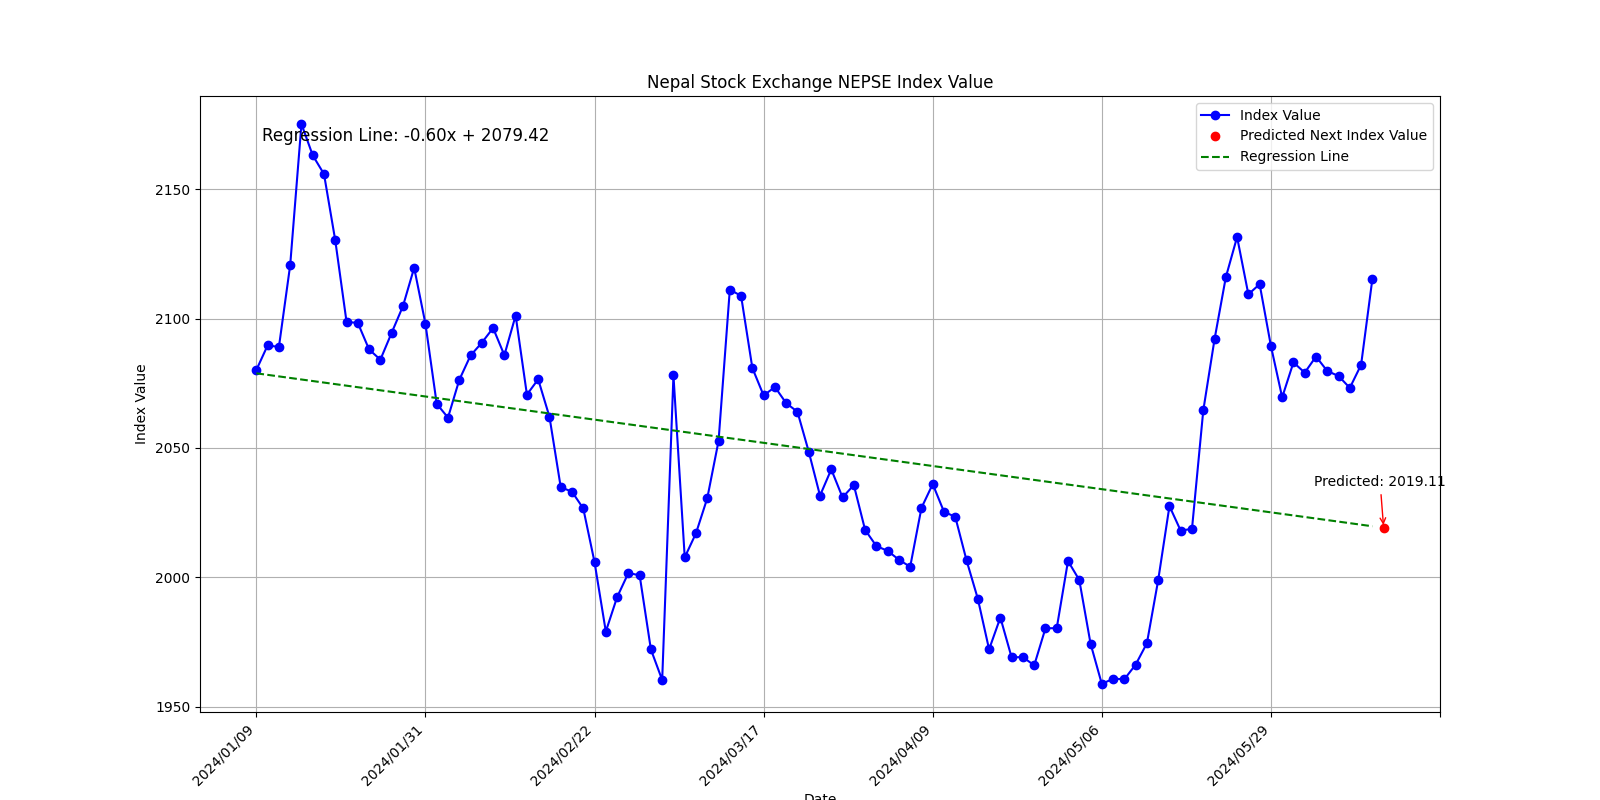 Nepal Stock Exchange NEPSE Index Value
Regression Line: -0.60x + 2079.42
Index Value
Predicted Next Index Value
Regression Line
2150
2100
2050
2000
1950
Index Value
Predicted: 2019.11
2024/01/09
2024/01/31
2024/02/22
2024/03/17
2024/04/09
2024/05/06
2024/05/29
Date